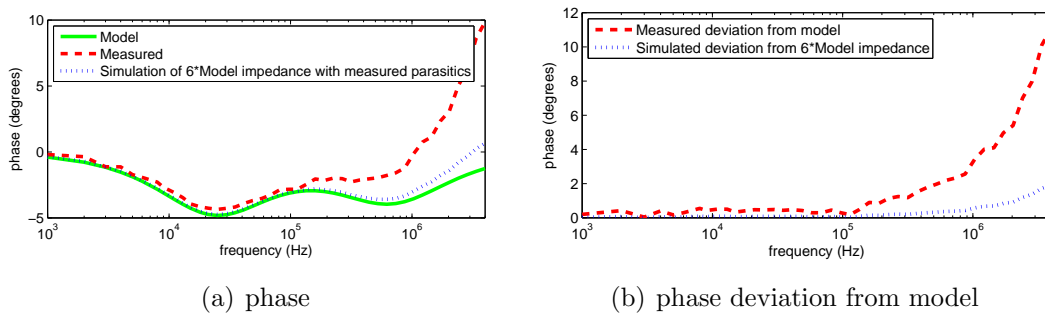 10
5
0
−5
phase (degrees)
Model
Measured
Simulation of 6*Model impedance with measured parasitics
10^3
10^4
10^5
10^6
frequency (Hz)
(a) phase
12
10
8
6
4
2
0
phase (degrees)
Measured deviation from model
Simulated deviation from 6*Model impedance
10^3
10^4
10^5
10^6
frequency (Hz)
(b) phase deviation from model